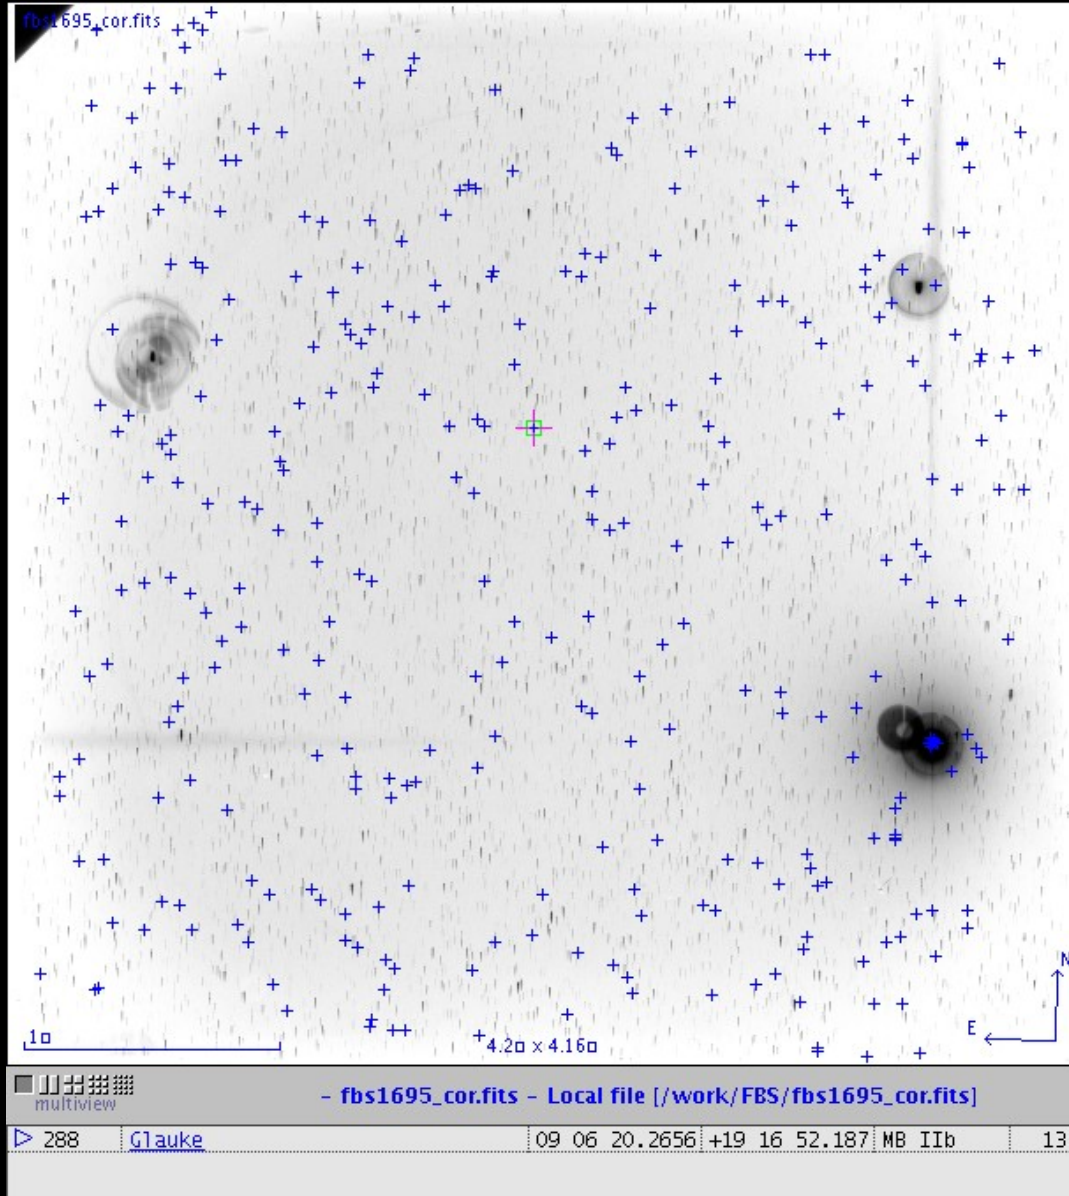 fbs1695_cor.fits
N
E
1
4.2 x 4.16
multiview
- fbs1695_cor.fits - Local file [/work/FBS/fbs1695_cor.fits]
288 Glauke 09 06 20.2656 +19 16 52.187 MB IIb 13